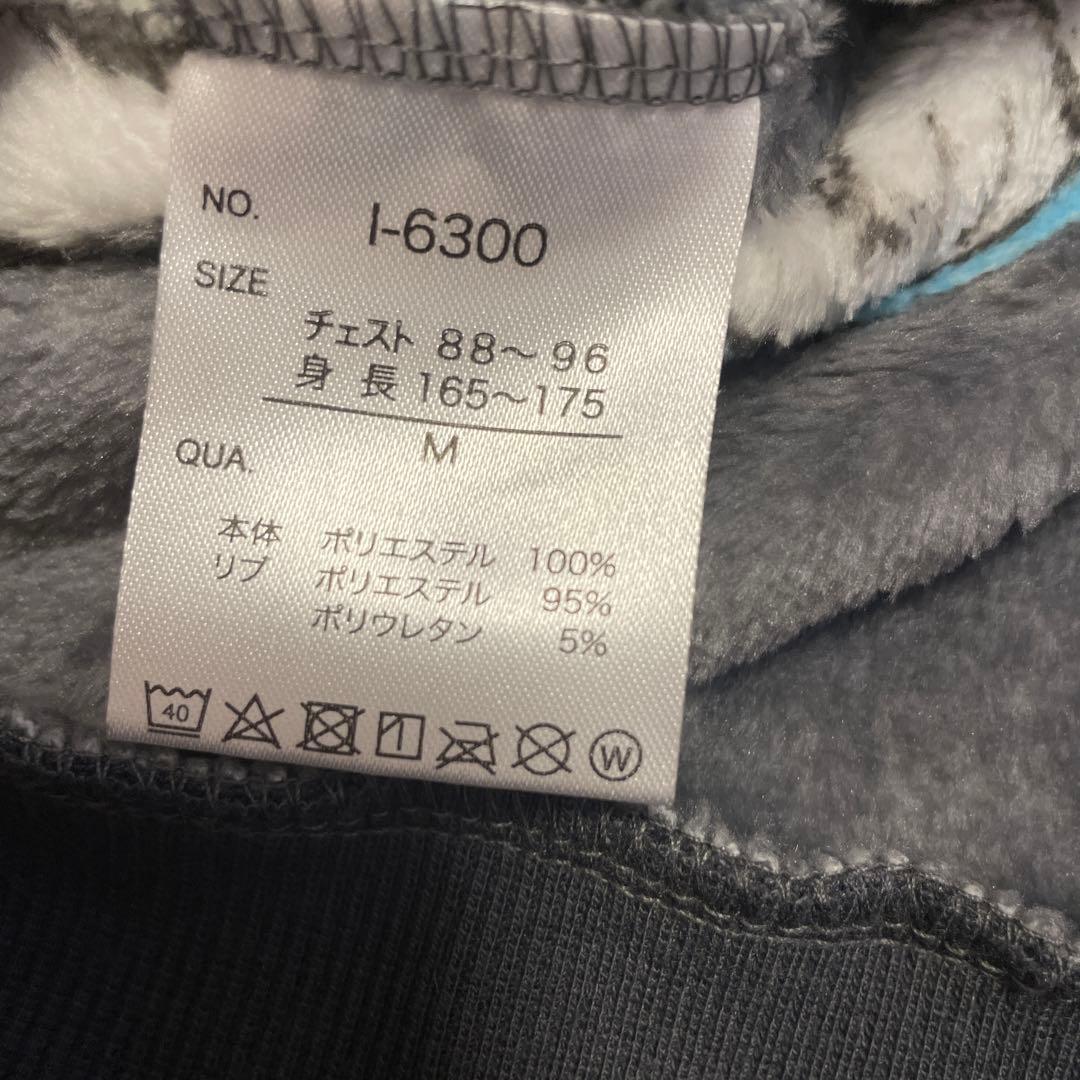 NO. I-6300
SIZE
チェスト 88～96
身 長 165～175
M
QUA.
本体 ポリエステル 100%
リブ ポリエステル 95%
ポリウレタン 5%
40
W